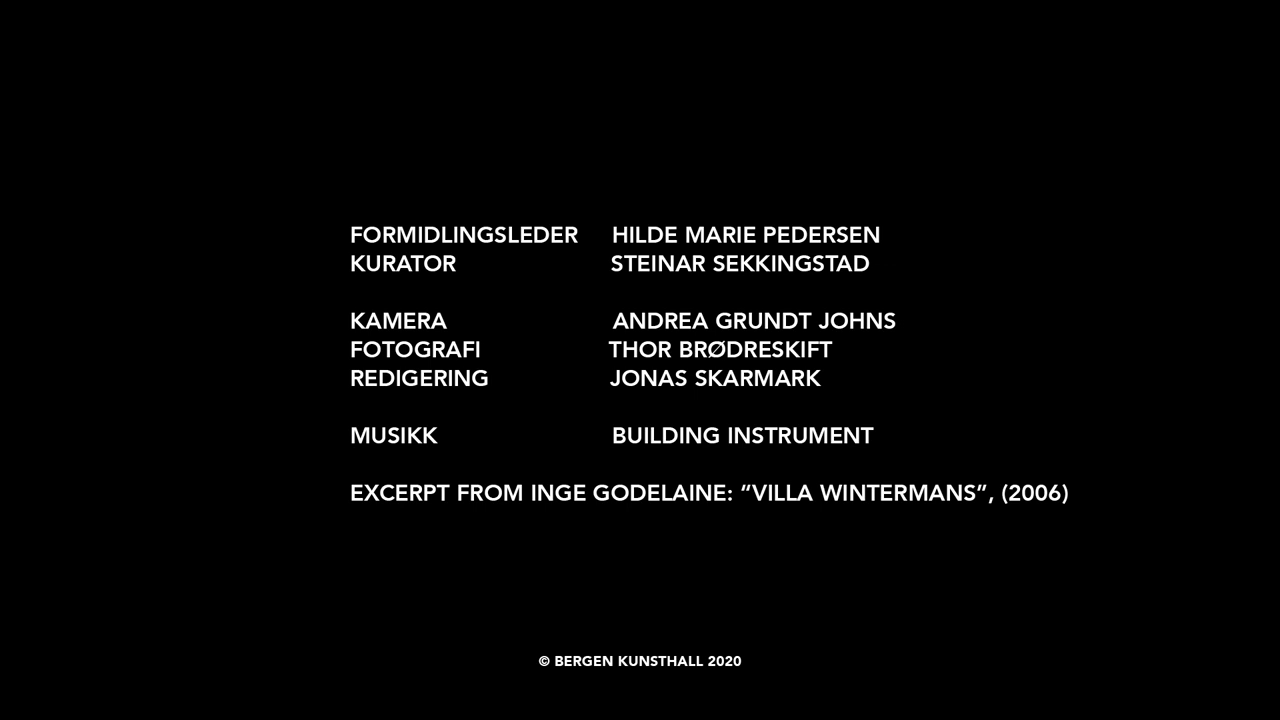 FORMIDLINGSLEDER HILDE MARIE PEDERSEN
KURATOR STEINAR SEKKINGSTAD
KAMERA ANDREA GRUNDT JOHNS
FOTOGRAFI THOR BRØDRESKIFT
REDIGERING JONAS SKARMARK
MUSIKK BUILDING INSTRUMENT
EXCERPT FROM INGE GODELAINE: “VILLA WINTERMANS”, (2006)
© BERGEN KUNSTHALL 2020